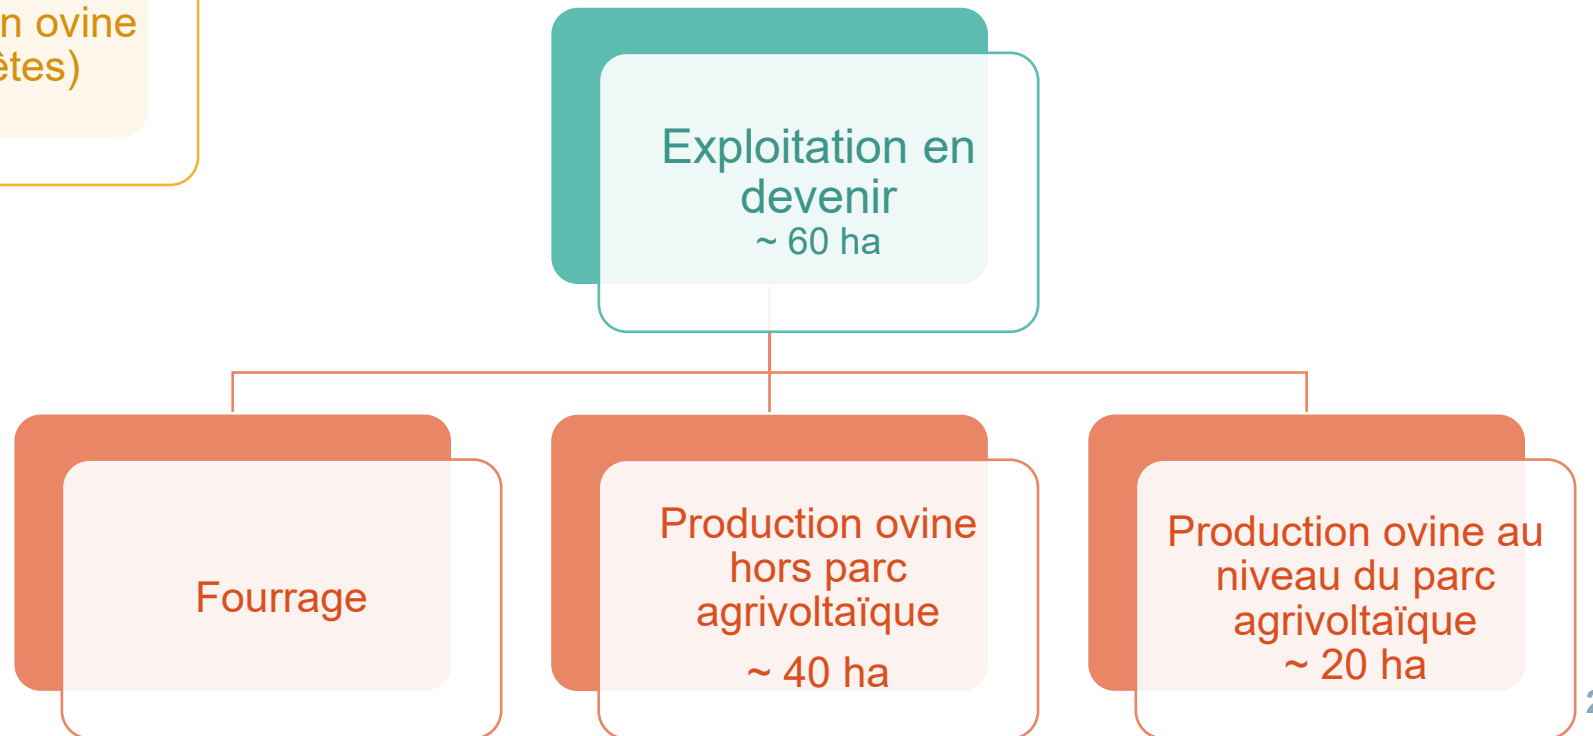 n ovine
êtes)
Exploitation en
devenir
~ 60 ha
Fourrage
Production ovine
hors parc
agrivoltaïque
~ 40 ha
Production ovine au
niveau du parc
agrivoltaïque
~ 20 ha